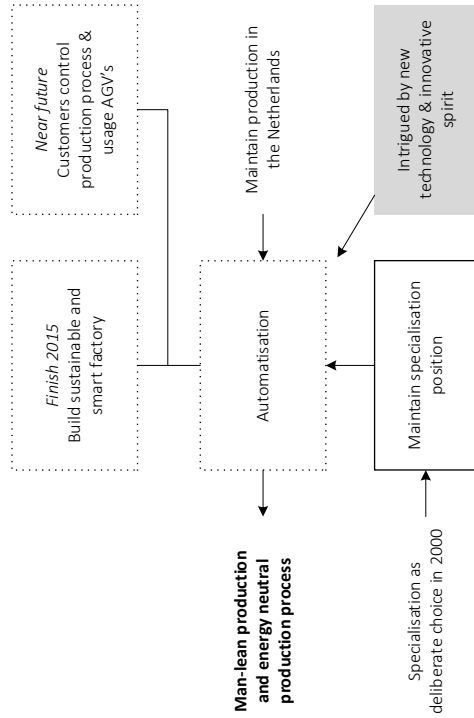 Finish 2015
Build sustainable and
smart factory
Near future
Customers control
production process &
usage AGV's
Man-lean production
and energy neutral
production process
Automatisation
Maintain production in
the Netherlands
Specialisation as
deliberate choice in 2000
Maintain specialisation
position
Intrigued by new
technology & innovative
spirit